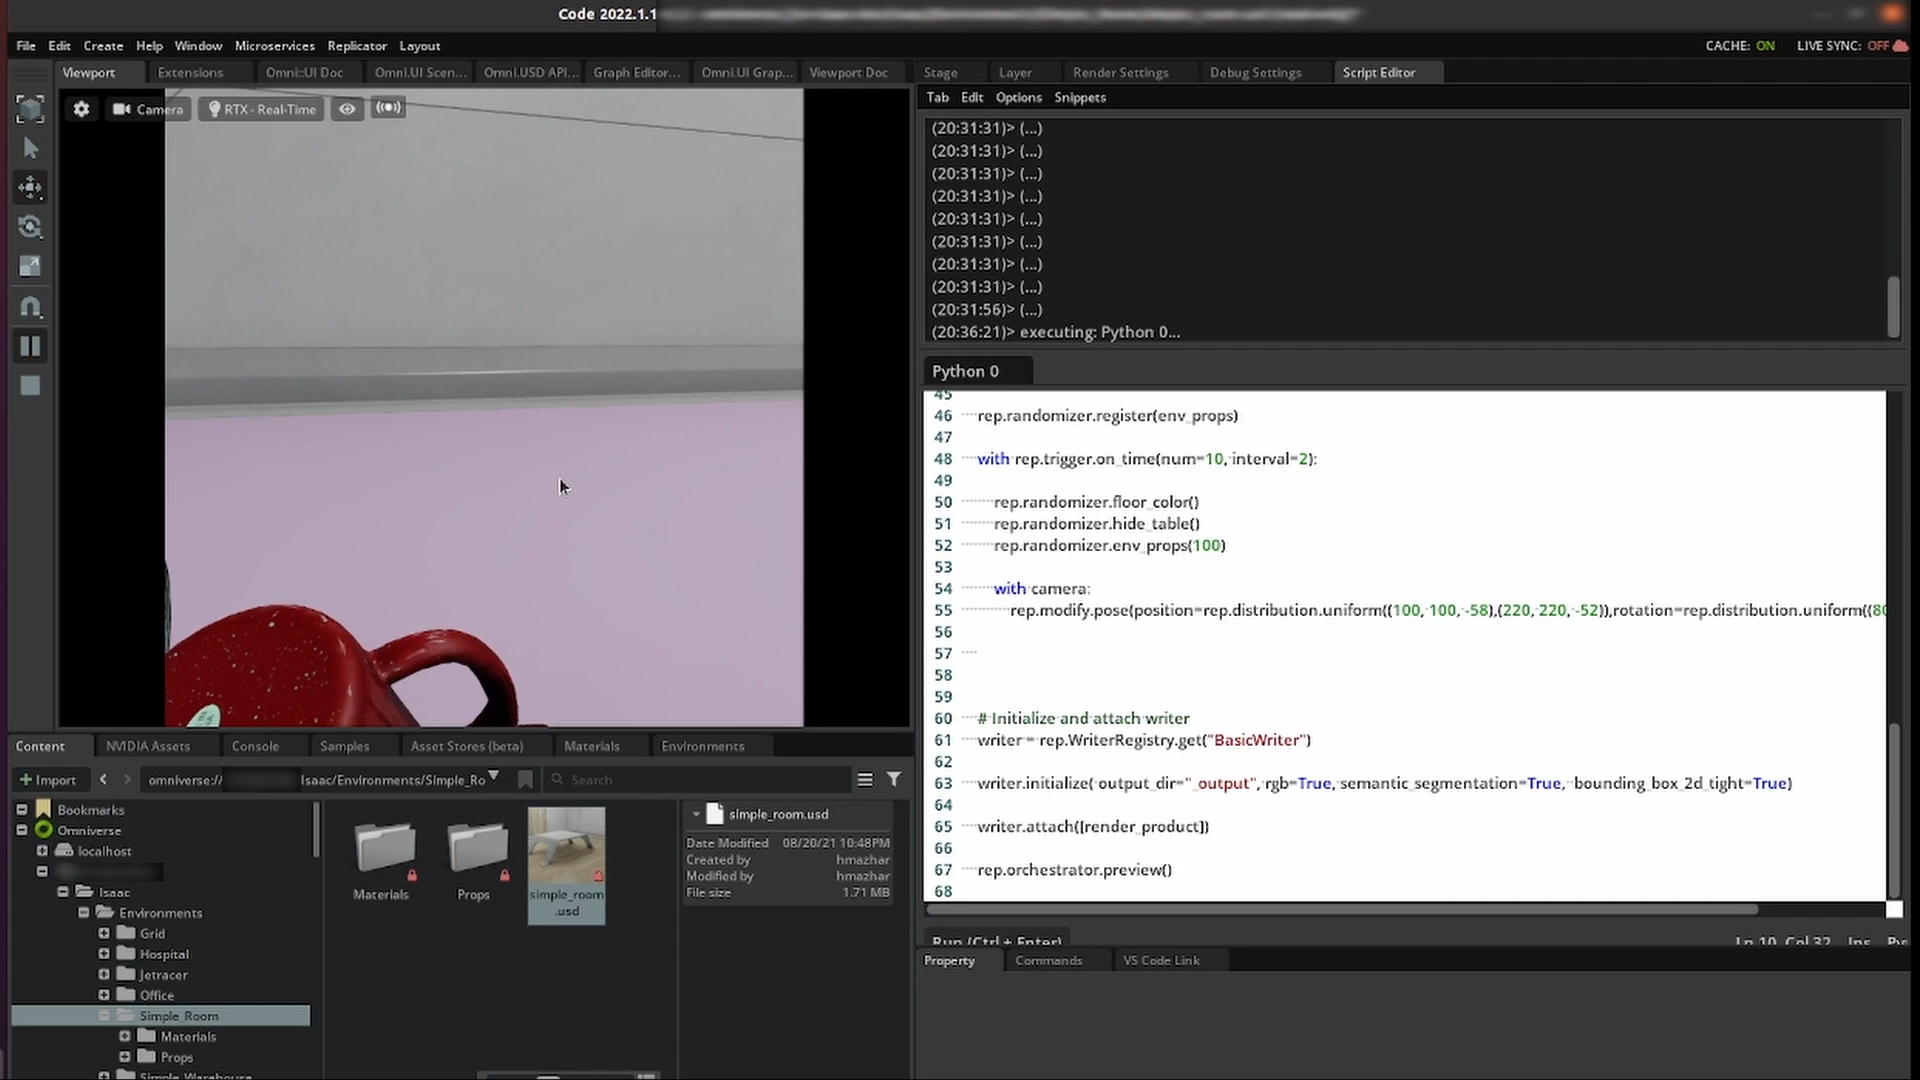 Code 2022.1.1
File Edit Create Help Window Microservices Replicator Layout
CACHE: ON LIVE SYNC: OFF
Viewport Extensions Omni::UI Doc Omni.UI Scen... Omni.USD API... Graph Editor... Omni.UI Grap... Viewport Doc
Camera RTX - Real-Time
Stage Layer Render Settings Debug Settings Script Editor
Tab Edit Options Snippets
(20:31:31)> (...)
(20:31:31)> (...)
(20:31:31)> (...)
(20:31:31)> (...)
(20:31:31)> (...)
(20:31:31)> (...)
(20:31:31)> (...)
(20:31:31)> (...)
(20:31:56)> (...)
(20:36:21)> executing: Python 0...
Python 0
45
46 rep.randomizer.register(env_props)
47
48 with rep.trigger.on_time(num=10, interval=2):
49
50 rep.randomizer.floor_color()
51 rep.randomizer.hide_table()
52 rep.randomizer.env_props(100)
53
54 with camera:
55 rep.modify.pose(position=rep.distribution.uniform((100, 100, -58),(220, 220, -52)),rotation=rep.distribution.uniform((80
56
57
58
59
60 # Initialize and attach writer
61 writer = rep.WriterRegistry.get("BasicWriter")
62
63 writer.initialize( output_dir="_output", rgb=True, semantic_segmentation=True, bounding_box_2d_tight=True)
64
65 writer.attach([render_product])
66
67 rep.orchestrator.preview()
68
Run (Ctrl + Enter) Ln 10, Col 32 Ins Py
Property Commands VS Code Link
Content NVIDIA Assets Console Samples Asset Stores (beta) Materials Environments
+ Import omniverse:// Isaac/Environments/Simple_Ro Search
Bookmarks
Omniverse
localhost
Isaac
Environments
Grid
Hospital
Jetracer
Office
Simple_Room
Materials
Props
Simple_Warehouse
Materials
Props
simple_room
.usd
simple_room.usd
Date Modified 08/20/21 10:48PM
Created by hmazhar
Modified by hmazhar
File size 1.71 MB